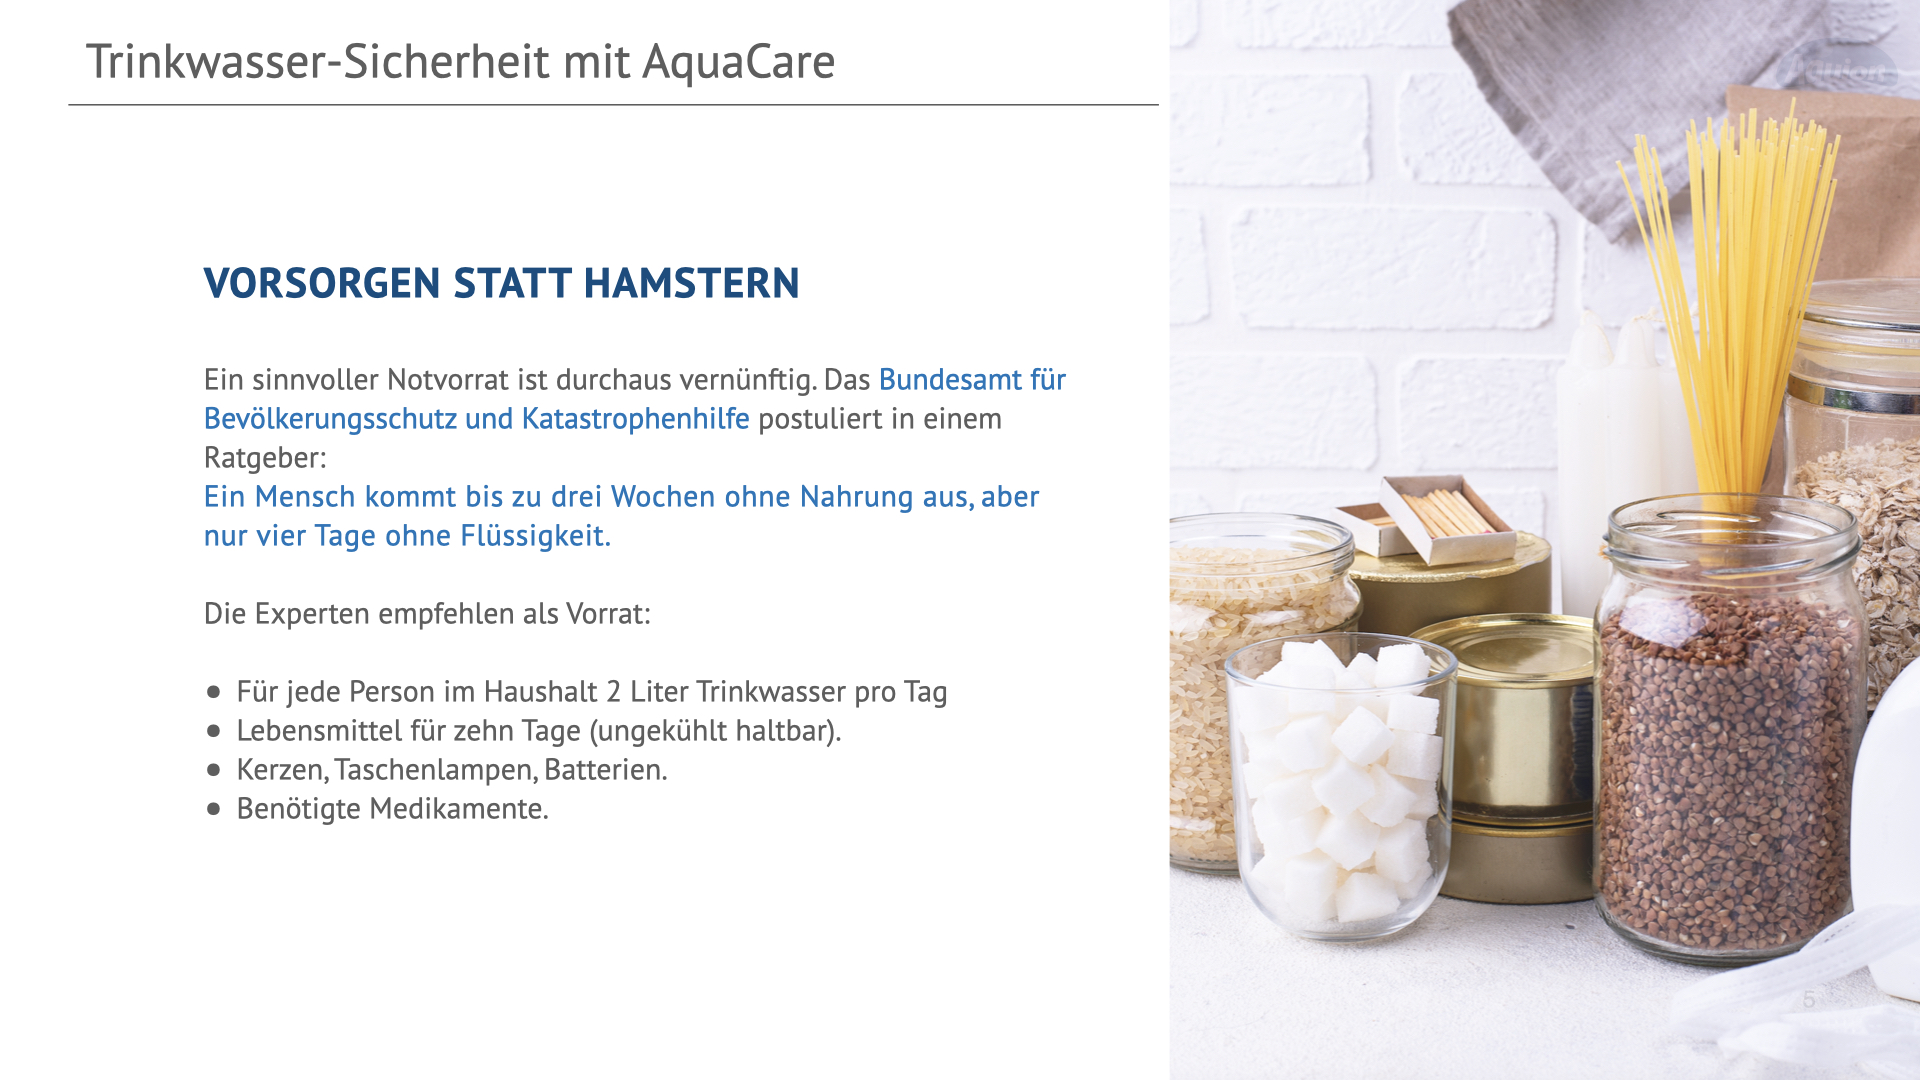 Trinkwasser-Sicherheit mit AquaCare
VORSORGEN STATT HAMSTERN
Ein sinnvoller Notvorrat ist durchaus vernünftig. Das Bundesamt für
Bevölkerungsschutz und Katastrophenhilfe postuliert in einem
Ratgeber:
Ein Mensch kommt bis zu drei Wochen ohne Nahrung aus, aber
nur vier Tage ohne Flüssigkeit.
Die Experten empfehlen als Vorrat:
● Für jede Person im Haushalt 2 Liter Trinkwasser pro Tag
● Lebensmittel für zehn Tage (ungekühlt haltbar).
● Kerzen, Taschenlampen, Batterien.
● Benötigte Medikamente.
5